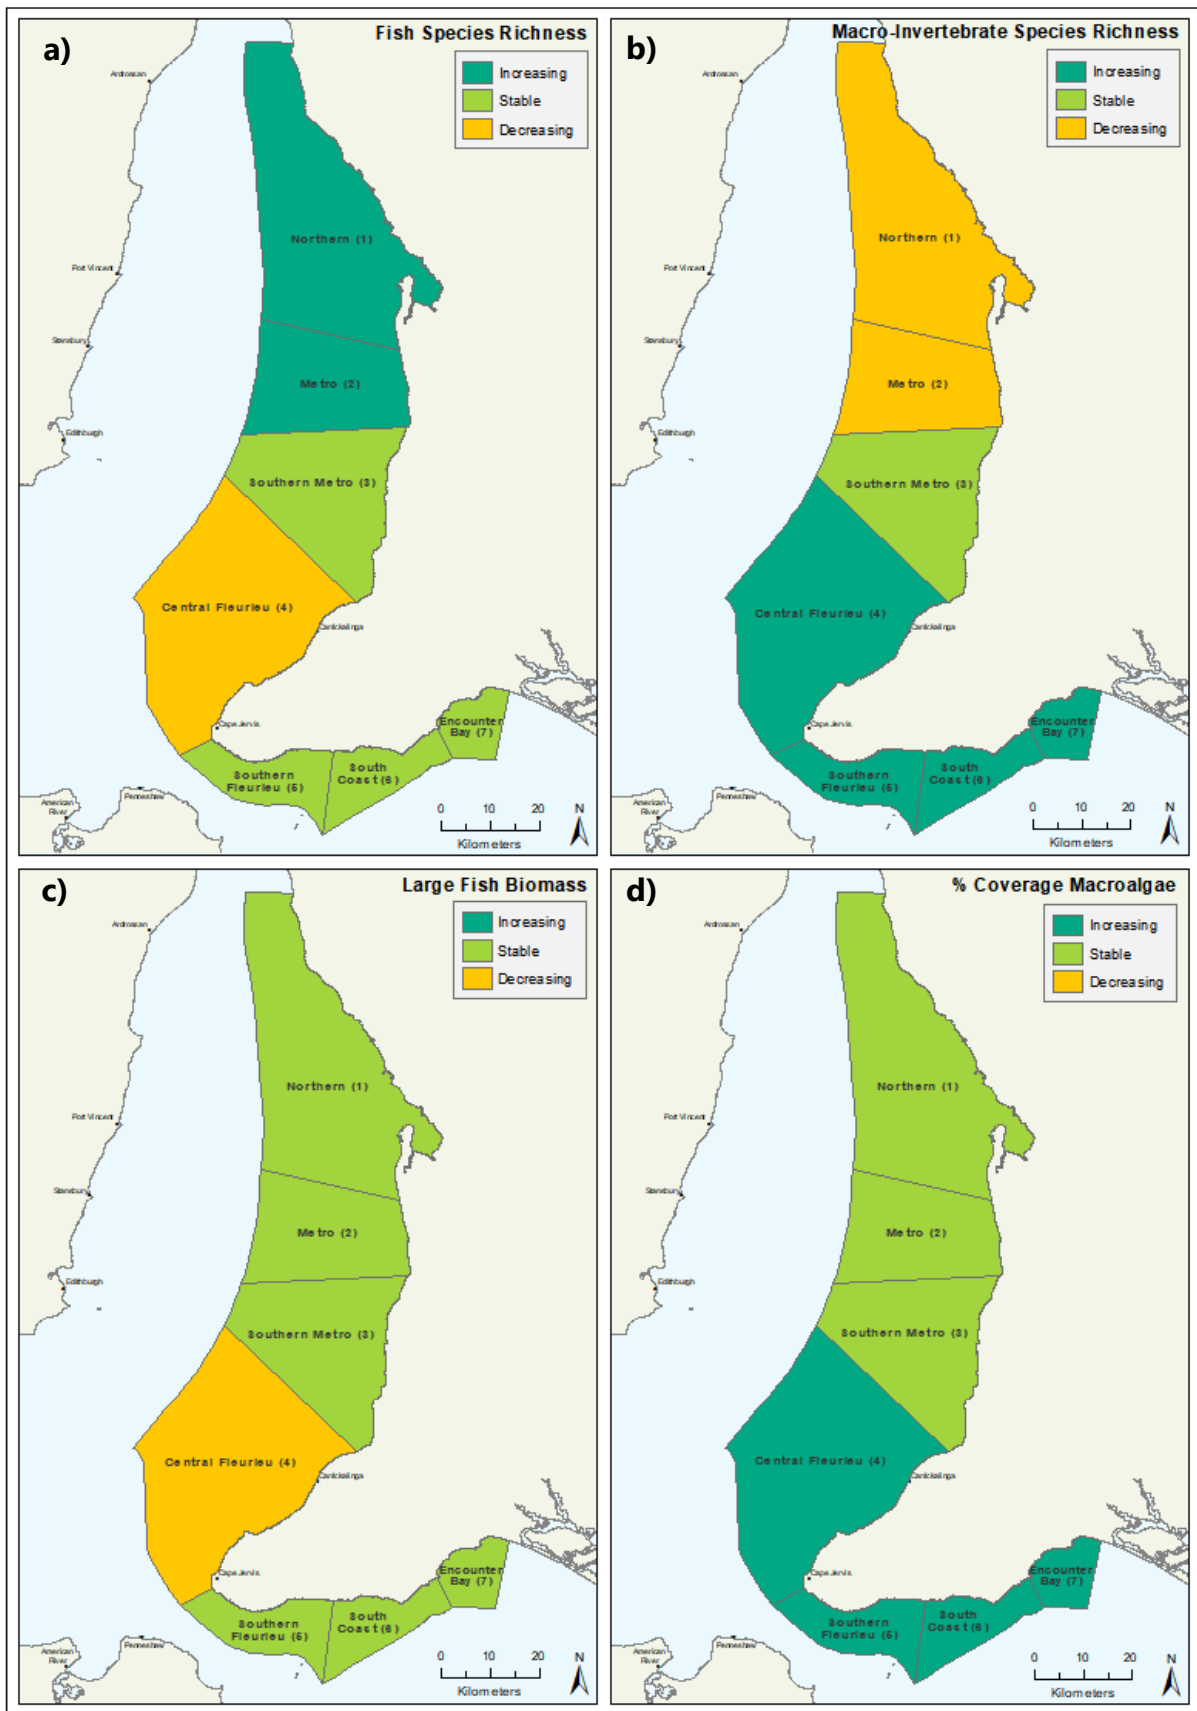 a)
Fish Species Richness
Increasing
Stable
Decreasing
Ardrossan
Northern (1)
Port Vincent
Stansbury
Metro (2)
Edithburgh
Southern Metro (3)
Central Fleurieu (4)
Carrickalinga
Cape Jervis
Encounter
Bay (7)
Southern
Fleurieu (5)
South
Coast (6)
American
River
Penneshaw
0 10 20
N
Kilometers
b)
Macro-Invertebrate Species Richness
Increasing
Stable
Decreasing
Ardrossan
Northern (1)
Port Vincent
Stansbury
Metro (2)
Edithburgh
Southern Metro (3)
Central Fleurieu (4)
Carrickalinga
Cape Jervis
Encounter
Bay (7)
Southern
Fleurieu (5)
South
Coast (6)
American
River
Penneshaw
0 10 20
N
Kilometers
c)
Large Fish Biomass
Increasing
Stable
Decreasing
Ardrossan
Northern (1)
Port Vincent
Stansbury
Metro (2)
Edithburgh
Southern Metro (3)
Central Fleurieu (4)
Carrickalinga
Cape Jervis
Encounter
Bay (7)
Southern
Fleurieu (5)
South
Coast (6)
American
River
Penneshaw
0 10 20
N
Kilometers
d)
% Coverage Macroalgae
Increasing
Stable
Decreasing
Ardrossan
Northern (1)
Port Vincent
Stansbury
Metro (2)
Edithburgh
Southern Metro (3)
Central Fleurieu (4)
Carrickalinga
Cape Jervis
Encounter
Bay (7)
Southern
Fleurieu (5)
South
Coast (6)
American
River
Penneshaw
0 10 20
N
Kilometers